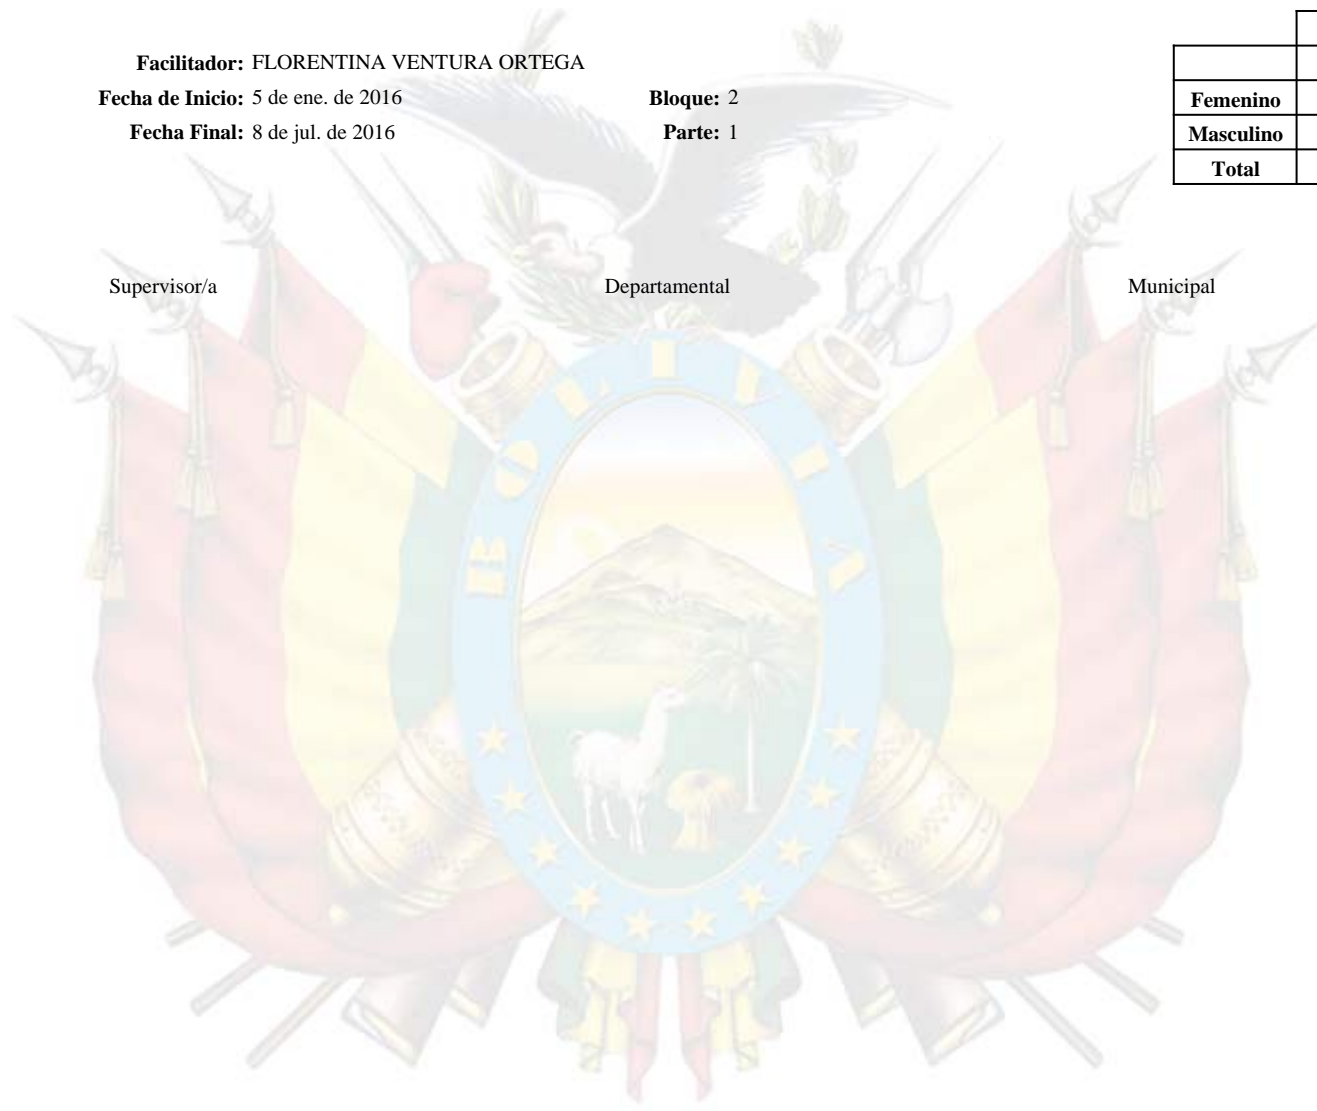 Facilitador: FLORENTINA VENTURA ORTEGA
Fecha de Inicio: 5 de ene. de 2016 Bloque: 2
Femenino
Fecha Final: 8 de jul. de 2016 Parte: 1
Masculino
Total
Supervisor/a Departamental Municipal
BOLIVIA